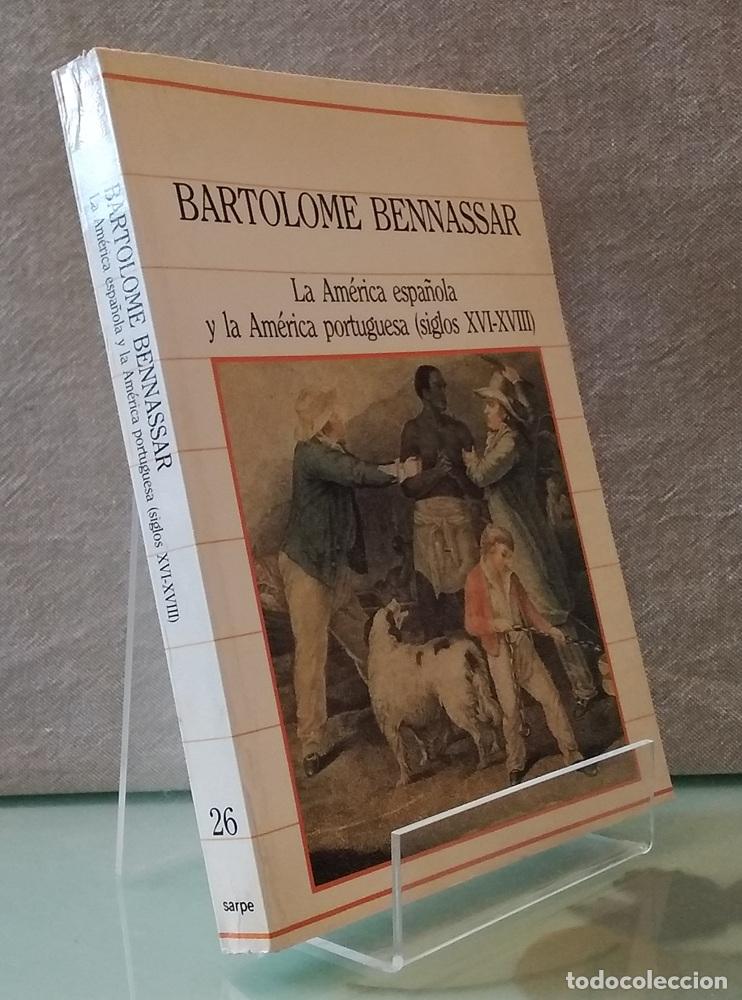 BARTOLOME BENNASSAR
La América española
y la América portuguesa (siglos XVI-XVIII)
BARTOLOME BENNASSAR
La América española y la América portuguesa (siglos XVI-XVIII)
26
sarpe
todocoleccion